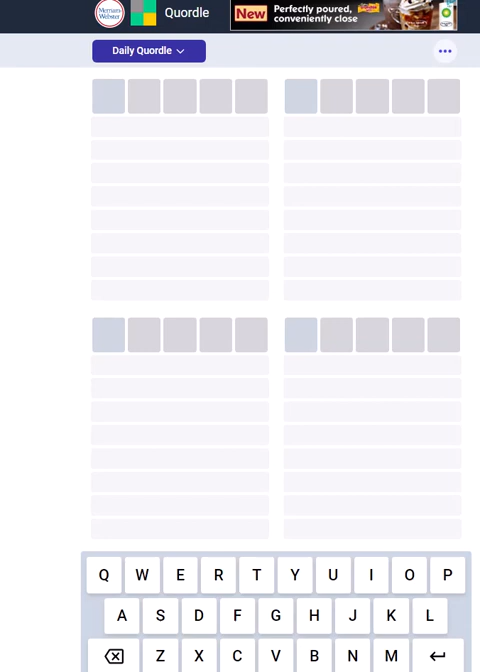 Merriam
Webster
Quordle
New
Perfectly poured,
conveniently close
Daily Quordle
Q W E R T Y U I O P
A S D F G H J K L
Z X C V B N M